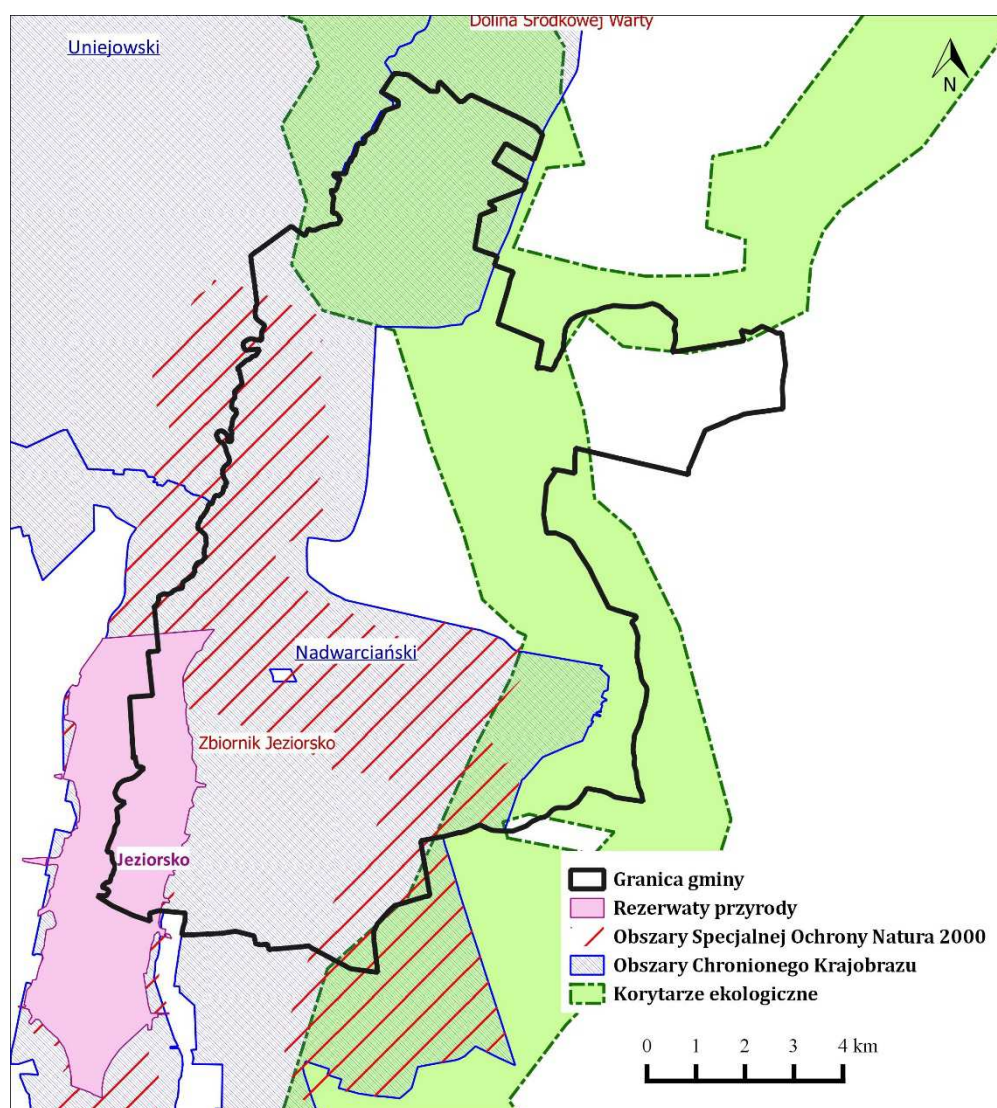 Dolina Środkowej Warty
Uniejowski
N
Nadwarciański
Zbiornik Jeziorsko
Jeziorsko
Granica gminy
Rezerwaty przyrody
Obszary Specjalnej Ochrony Natura 2000
Obszary Chronionego Krajobrazu
Korytarze ekologiczne
0 1 2 3 4 km